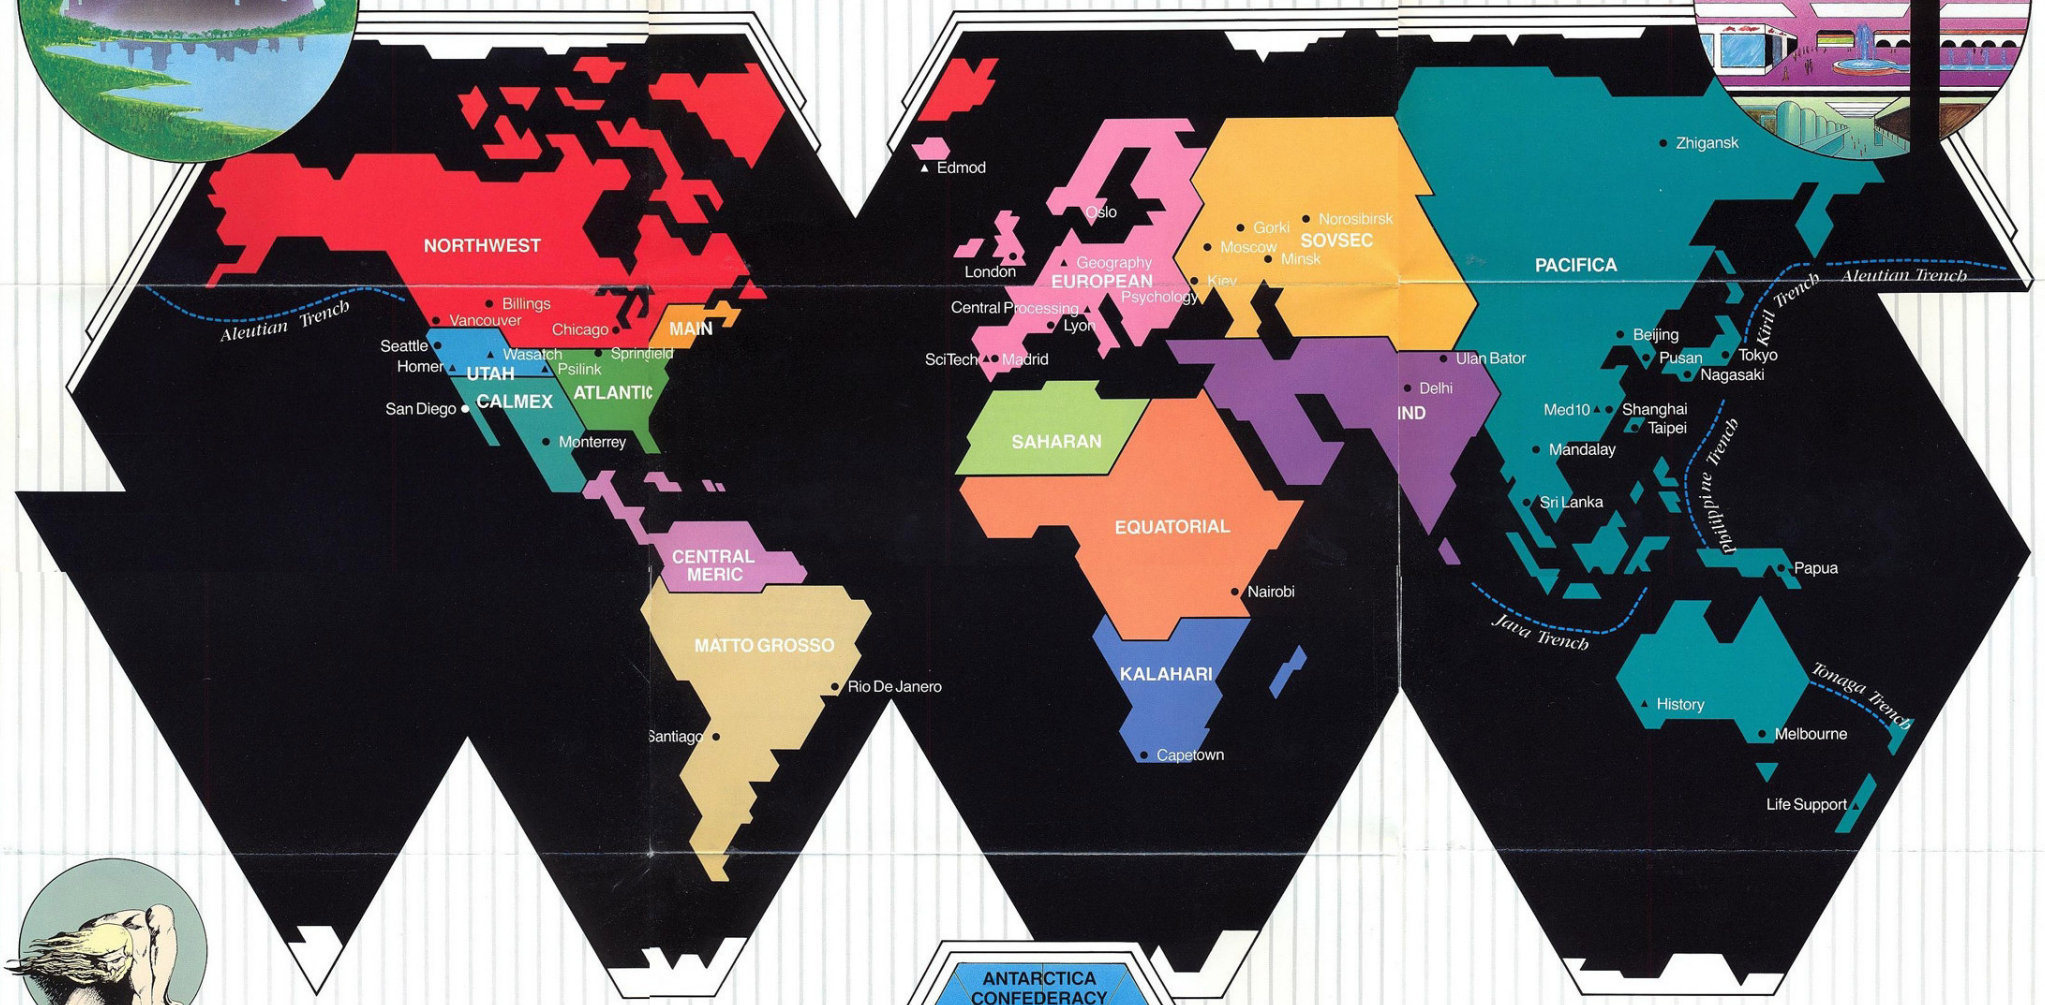 Zhigansk
Edmod
Oslo
Norosibirsk
Gorki
SOVSEC
NORTHWEST
Moscow
Minsk
London
Geography
PACIFICA
EUROPEAN
Kiev
Aleutian Trench
Psychology
Billings
Central Processing
Kiril Trench
Aleutian Trench
Vancouver
Chicago
MAIN
Lyon
Beijing
Seattle
Wasatch
Springfield
SciTech
Madrid
Ulan Bator
Pusan
Tokyo
Homer
UTAH
Psilink
Nagasaki
ATLANTIC
Delhi
San Diego
CALMEX
IND
Med10
Shanghai
Taipei
Monterrey
SAHARAN
Mandalay
Philippine Trench
Sri Lanka
EQUATORIAL
CENTRAL
MERIC
Papua
Nairobi
Java Trench
MATTO GROSSO
KALAHARI
Rio De Janero
Tonaga Trench
History
Santiago
Melbourne
Capetown
Life Support
ANTARCTICA
CONFEDERACY